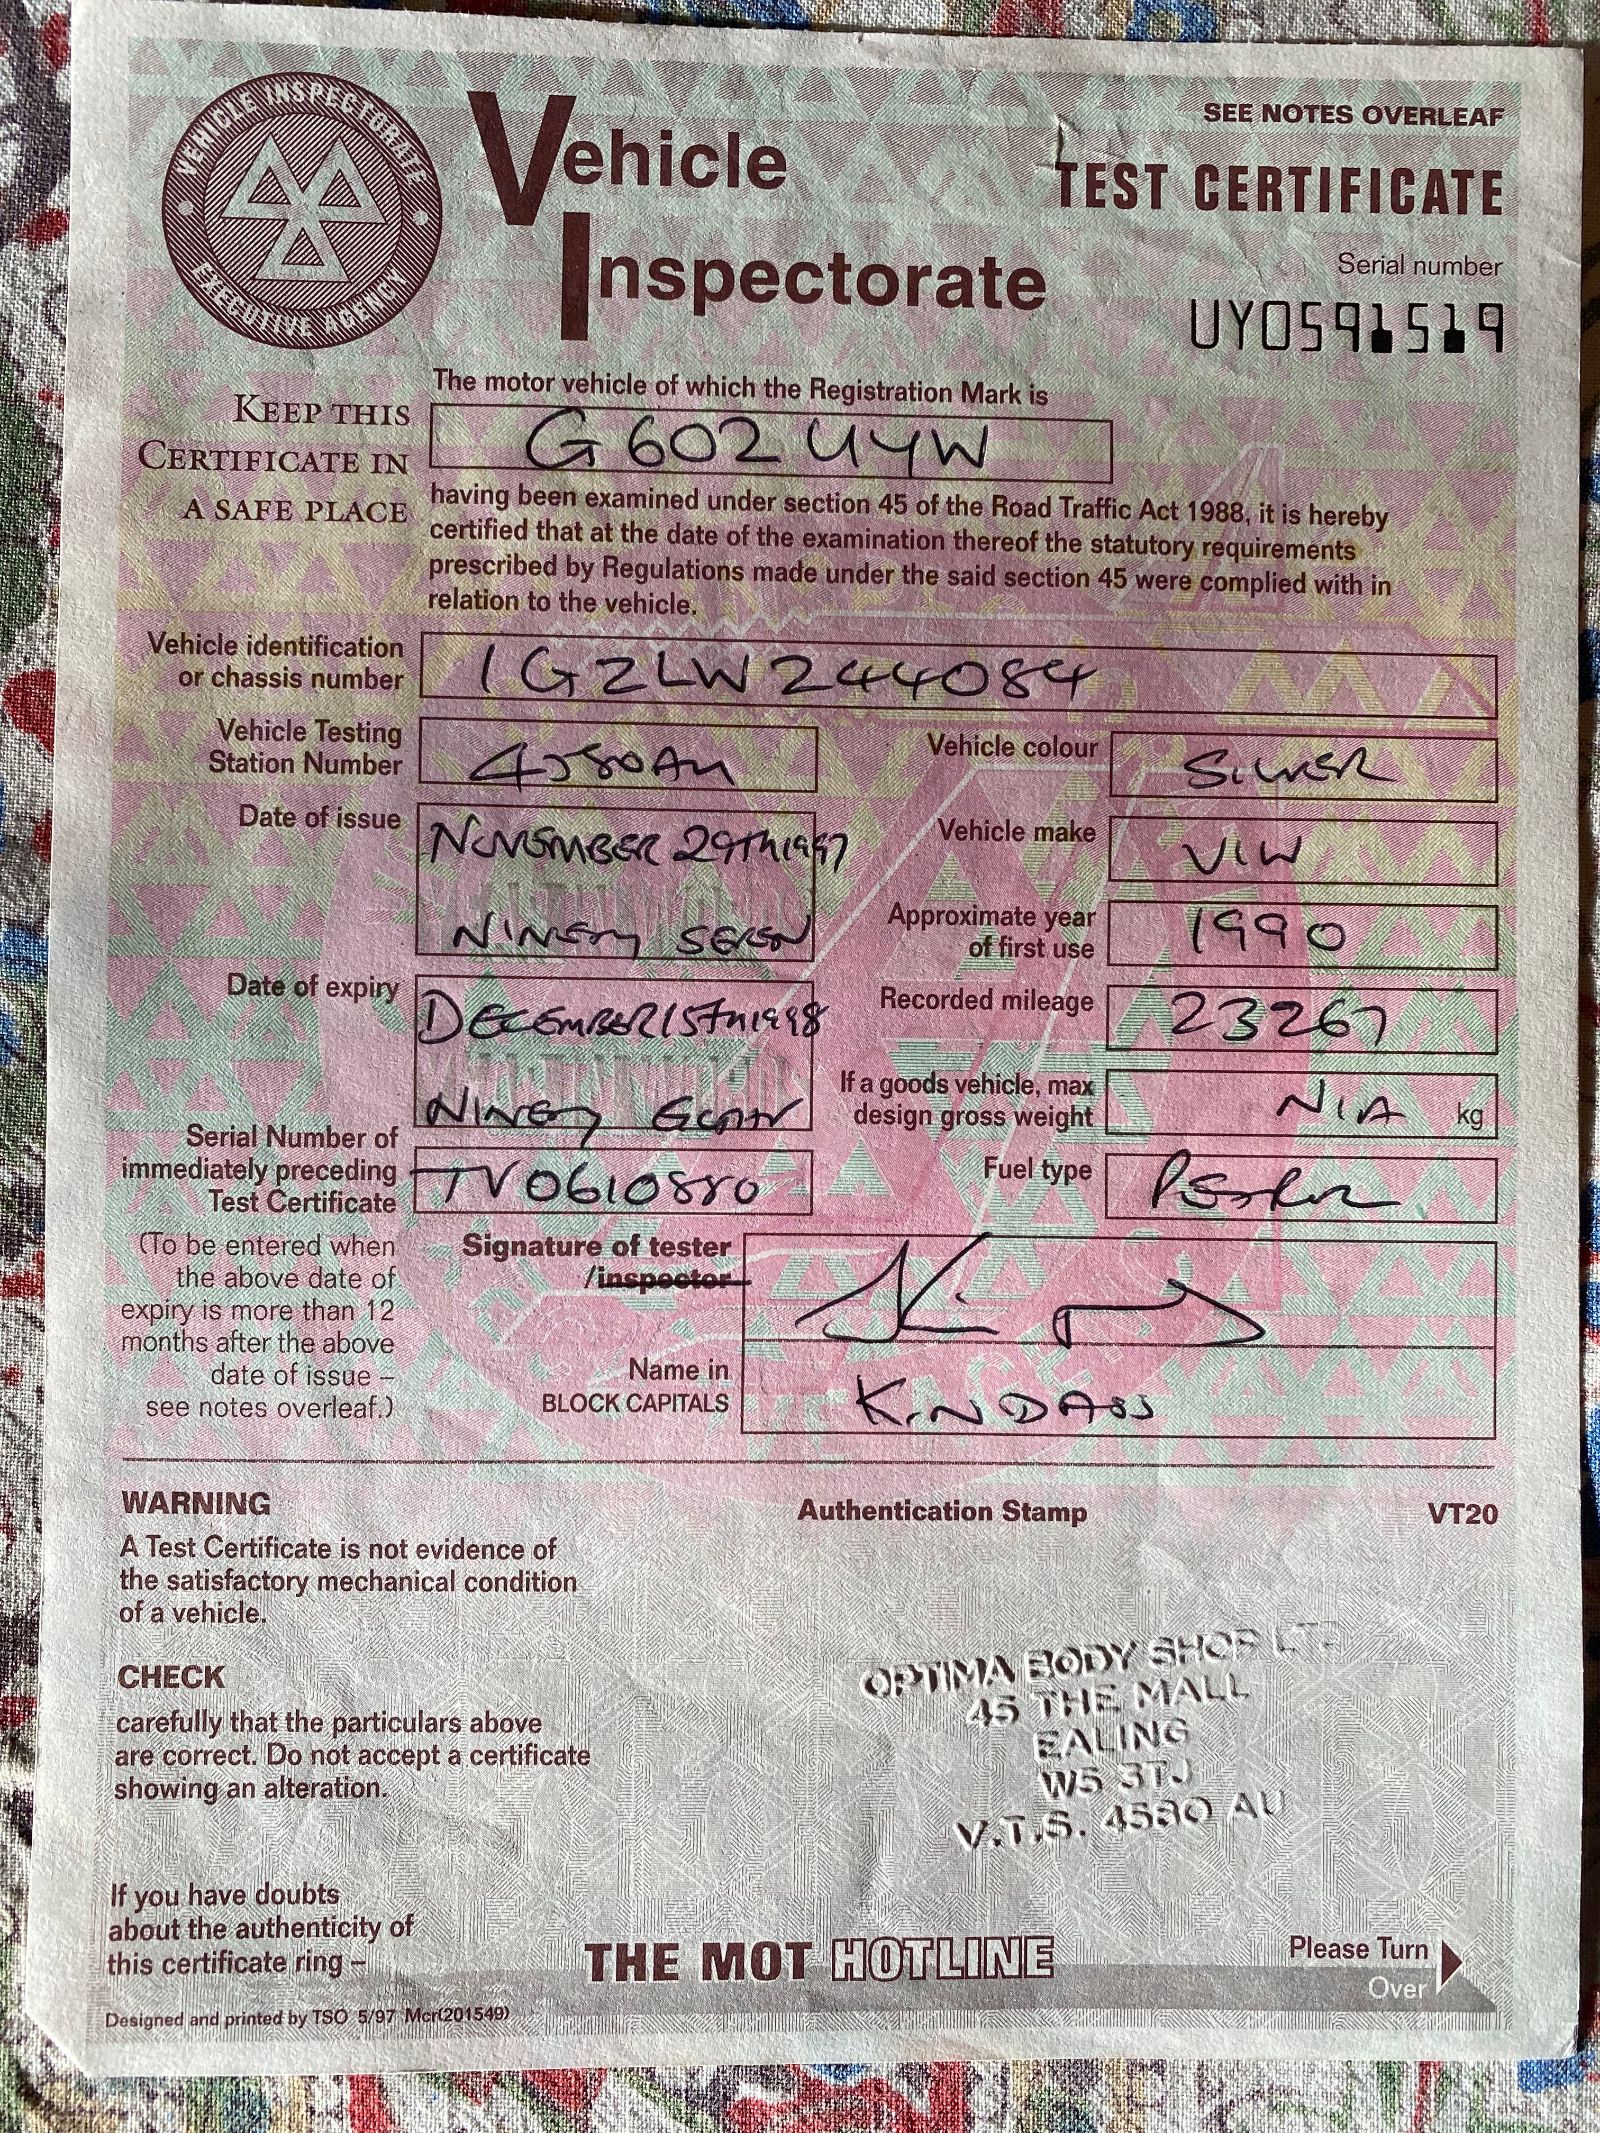 VEHICLE INSPECTORATE
EXECUTIVE AGENCY
Vehicle
Inspectorate
SEE NOTES OVERLEAF
TEST CERTIFICATE
Serial number
UY0591519
KEEP THIS
CERTIFICATE IN
A SAFE PLACE
The motor vehicle of which the Registration Mark is
G602 UYW
having been examined under section 45 of the Road Traffic Act 1988, it is hereby
certified that at the date of the examination thereof the statutory requirements
prescribed by Regulations made under the said section 45 were complied with in
relation to the vehicle.
Vehicle identification
or chassis number
1GZLW244084
Vehicle Testing
Station Number
4580AU
Vehicle colour
SILVER
Date of issue
NOVEMBER 29TH 1997
NINETY SEVEN
Vehicle make
V/W
Approximate year
of first use
1990
Date of expiry
DECEMBER 15TH 1998
NINETY EIGHT
Recorded mileage
23267
If a goods vehicle, max
design gross weight
N/A kg
Serial Number of
immediately preceding
Test Certificate
TV0610880
Fuel type
PETROL
(To be entered when
the above date of
expiry is more than 12
months after the above
date of issue –
see notes overleaf.)
Signature of tester
/inspector
Name in
BLOCK CAPITALS
K.N DASS
WARNING
A Test Certificate is not evidence of
the satisfactory mechanical condition
of a vehicle.
Authentication Stamp
VT20
CHECK
carefully that the particulars above
are correct. Do not accept a certificate
showing an alteration.
OPTIMA BODY SHOP LT.
45 THE MALL
EALING
W5 3TJ
V.T.S. 4580 AU
If you have doubts
about the authenticity of
this certificate ring –
THE MOT HOTLINE
Please Turn
Over
Designed and printed by TSO 5/97 Mcr(201549)